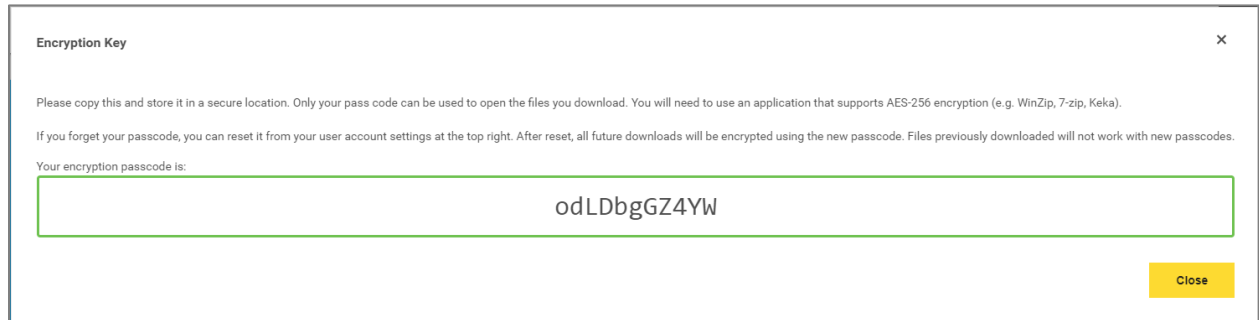 Encryption Key
×
Please copy this and store it in a secure location. Only your pass code can be used to open the files you download. You will need to use an application that supports AES-256 encryption (e.g. WinZip, 7-zip, Keka).
If you forget your passcode, you can reset it from your user account settings at the top right. After reset, all future downloads will be encrypted using the new passcode. Files previously downloaded will not work with new passcodes.
Your encryption passcode is:
odLDbgGZ4YW
Close